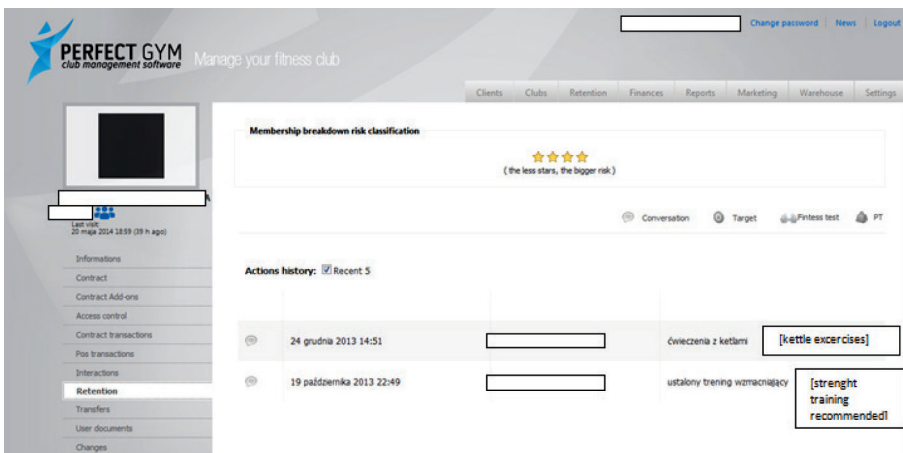 Change password News Logout
PERFECT GYM
club management software
Manage your fitness club
Clients Clubs Retention Finances Reports Marketing Warehouse Settings
Membership breakdown risk classification
( the less stars, the bigger risk )
A
Last visit:
20 maja 2014 18:59 (39 h ago)
Conversation Target Fintess test PT
Informations
Contract
Contract Add-ons
Access control
Contract transactions
Pos transactions
Interactions
Retention
Transfers
User documents
Changes
Actions history: Recent 5
24 grudnia 2013 14:51 ćwieczenia z ketlami [kettle excercises]
19 października 2013 22:49 ustalony trening wzmacniający [strenght
training
recommended]